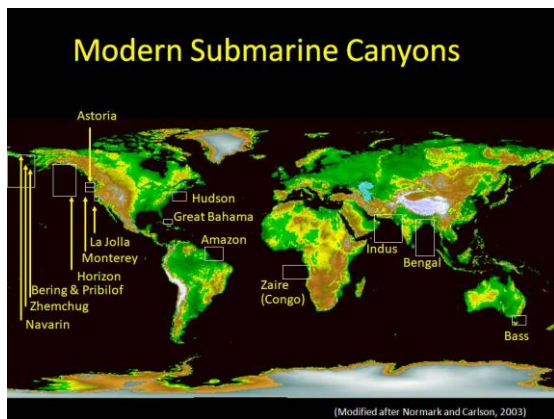 Modern Submarine Canyons
Astoria
Hudson
Great Bahama
La Jolla
Amazon
Monterey
Indus
Bengal
Horizon
Zaire
(Congo)
Bering & Pribilof
Zhemchug
Navarin
Bass
(Modified after Normark and Carlson, 2003)